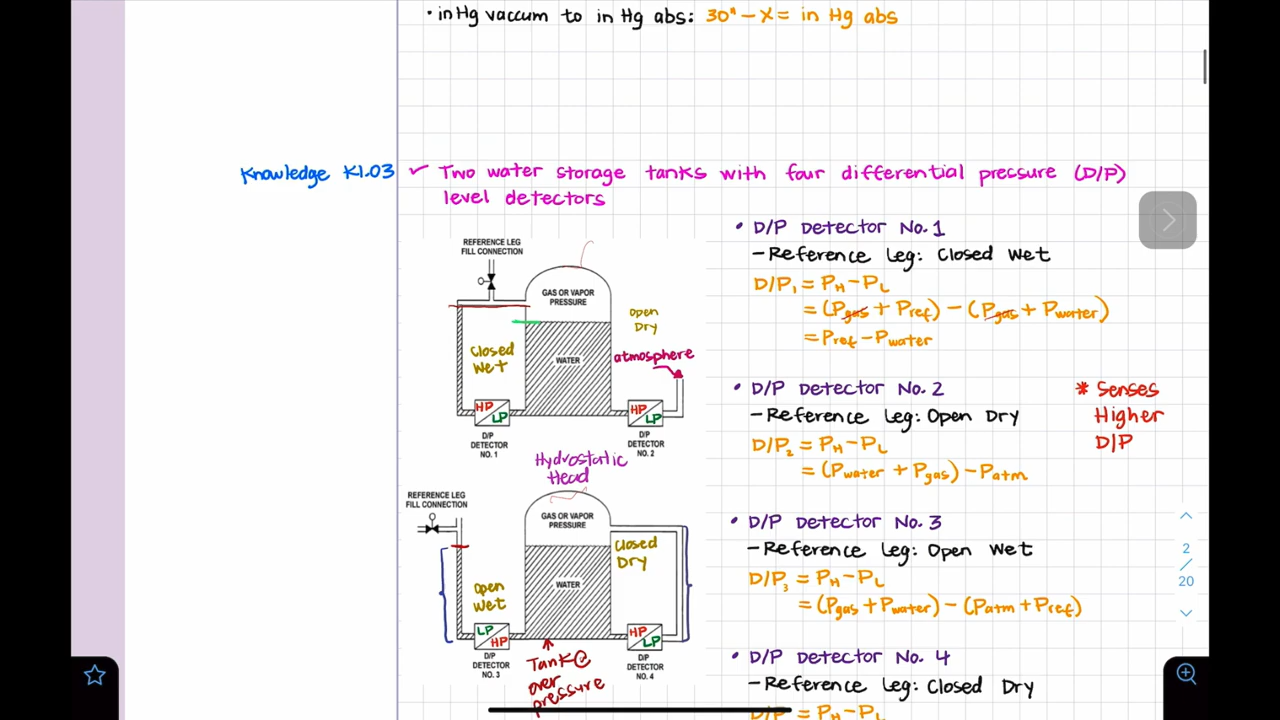 • in Hg vaccum to in Hg abs: 30" - X = in Hg abs
Knowledge K1.03
✓ Two water storage tanks with four differential pressure (D/P)
level detectors
REFERENCE LEG
FILL CONNECTION
GAS OR VAPOR
PRESSURE
Open
Dry
Closed
Wet
WATER
atmosphere
HP
LP
HP
LP
D/P
DETECTOR
NO. 1
D/P
DETECTOR
NO. 2
Hydrostatic
Head
REFERENCE LEG
FILL CONNECTION
GAS OR VAPOR
PRESSURE
Closed
Dry
Open
Wet
WATER
LP
HP
HP
LP
D/P
DETECTOR
NO. 3
Tank@
over
pressure
D/P
DETECTOR
NO. 4
• D/P Detector No. 1
- Reference Leg: Closed Wet
D/P₁ = PH - PL
= (Pgas + Pref) - (Pgas + Pwater)
= Pref - Pwater
• D/P Detector No. 2
- Reference Leg: Open Dry
D/P₂ = PH - PL
= (Pwater + Pgas) - Patm
* Senses
Higher
D/P
• D/P Detector No. 3
- Reference Leg: Open Wet
D/P₃ = PH - PL
= (Pgas + Pwater) - (Patm + Pref)
• D/P Detector No. 4
- Reference Leg: Closed Dry
D/P = PH - PL
2
/
20